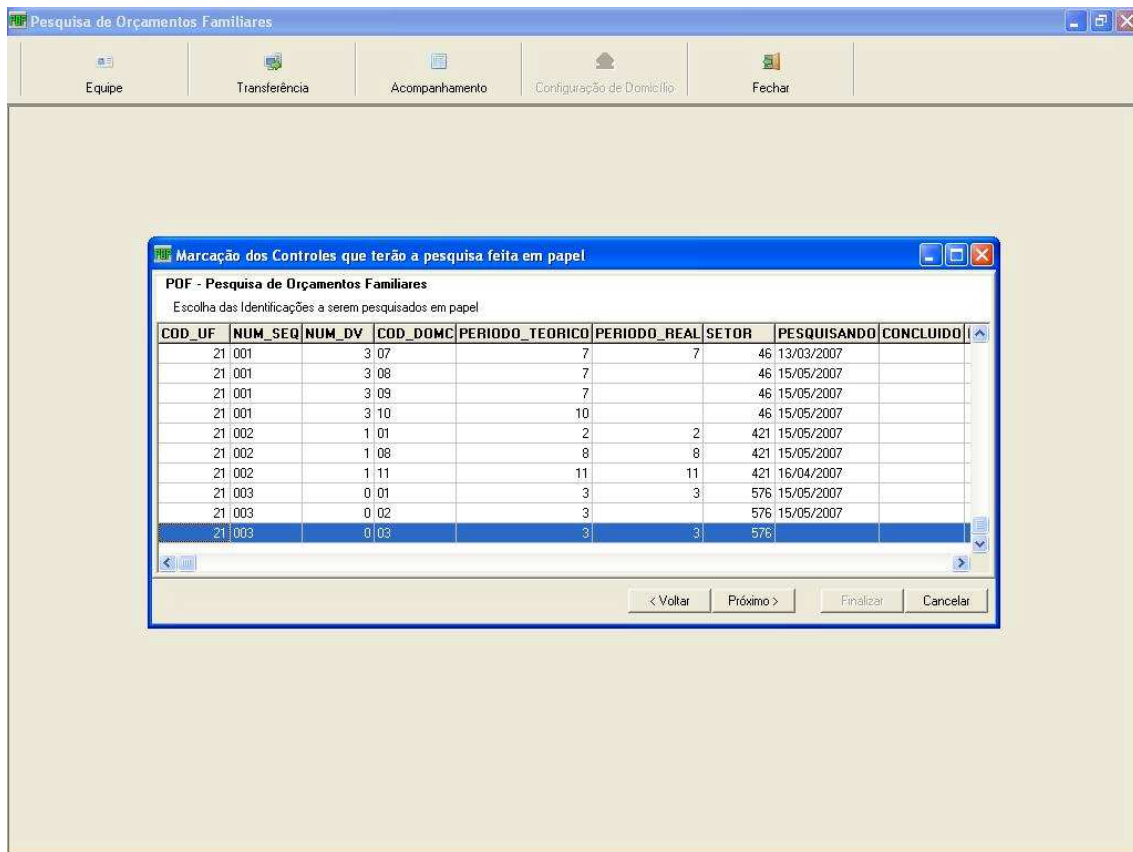 POF Pesquisa de Orçamentos Familiares
Equipe Transferência Acompanhamento Configuração de Domicílio Fechar
POF Marcação dos Controles que terão a pesquisa feita em papel
POF - Pesquisa de Orçamentos Familiares
Escolha das Identificações a serem pesquisados em papel
COD_UF NUM_SEQ NUM_DV COD_DOMC PERIODO_TEORICO PERIODO_REAL SETOR PESQUISANDO CONCLUIDO
21 001 3 07 7 7 46 13/03/2007
21 001 3 08 7 46 15/05/2007
21 001 3 09 7 46 15/05/2007
21 001 3 10 10 46 15/05/2007
21 002 1 01 2 2 421 15/05/2007
21 002 1 08 8 8 421 15/05/2007
21 002 1 11 11 11 421 16/04/2007
21 003 0 01 3 3 576 15/05/2007
21 003 0 02 3 576 15/05/2007
21 003 0 03 3 3 576
< Voltar Próximo > Finalizar Cancelar